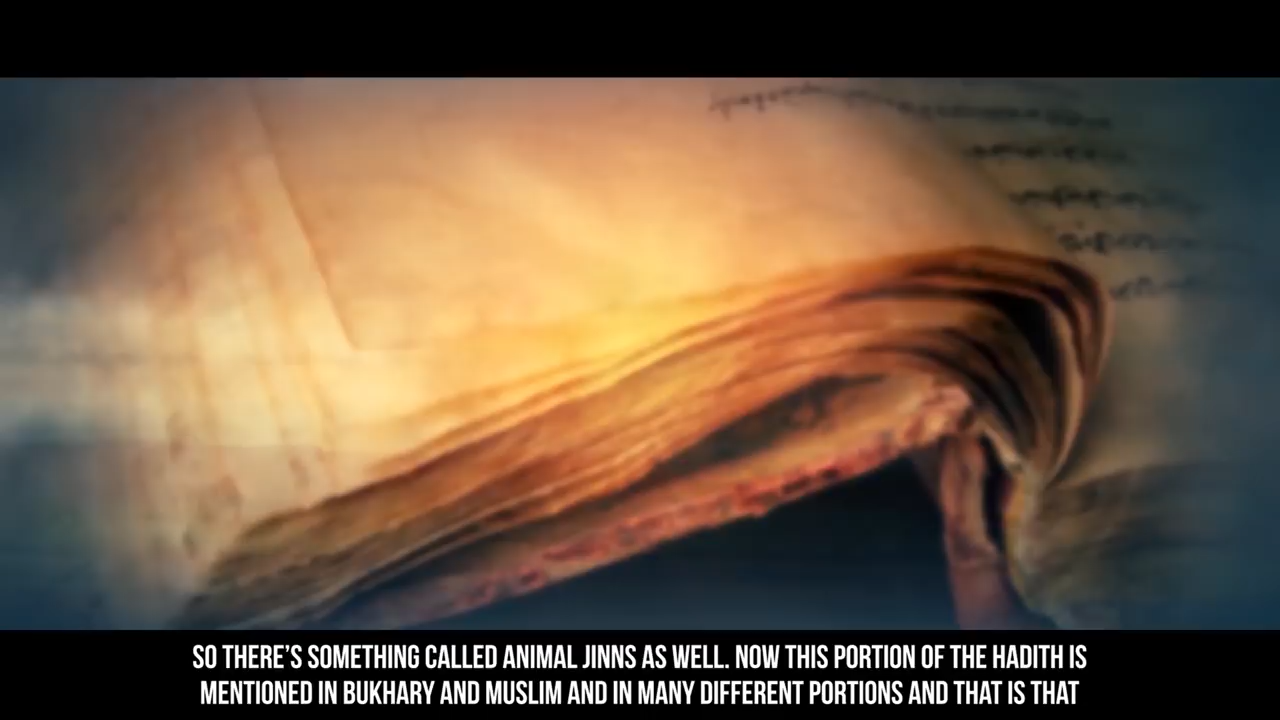 SO THERE'S SOMETHING CALLED ANIMAL JINNS AS WELL. NOW THIS PORTION OF THE HADITH IS
MENTIONED IN BUKHARY AND MUSLIM AND IN MANY DIFFERENT PORTIONS AND THAT IS THAT